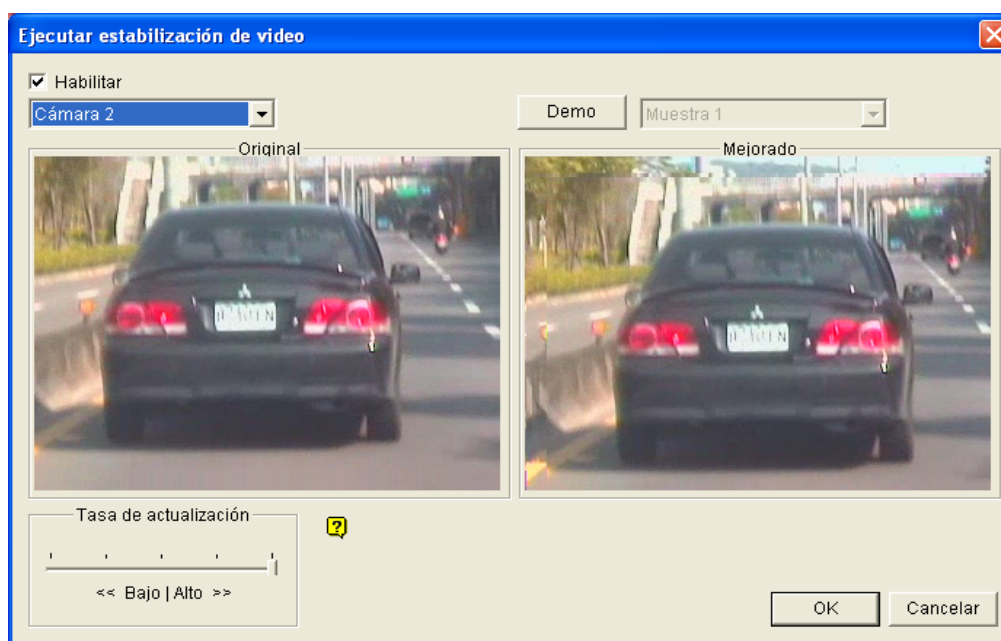 Ejecutar estabilización de video
Habilitar
Cámara 2
Demo
Muestra 1
Original
Mejorado
Tasa de actualización
<< Bajo | Alto >>
?
OK
Cancelar